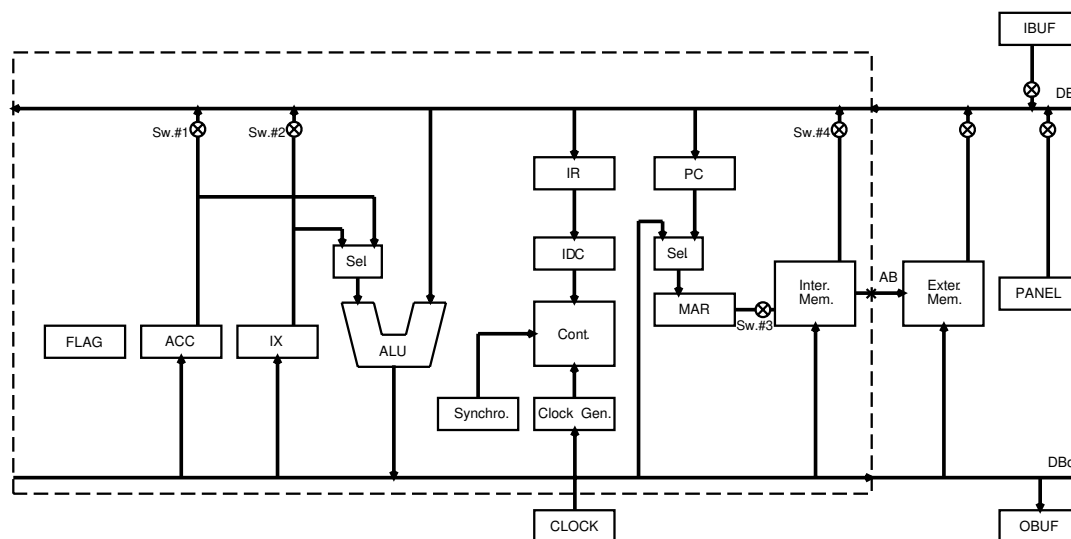 IBUF
DB
Sw.#1
Sw.#2
Sw.#4
IR
PC
Sel.
IDC
Sel
AB
Inter.
Mem.
Exter.
Mem.
PANEL
MAR
Sw.#3
FLAG
ACC
IX
ALU
Cont.
Synchro.
Clock Gen.
DBo
CLOCK
OBUF